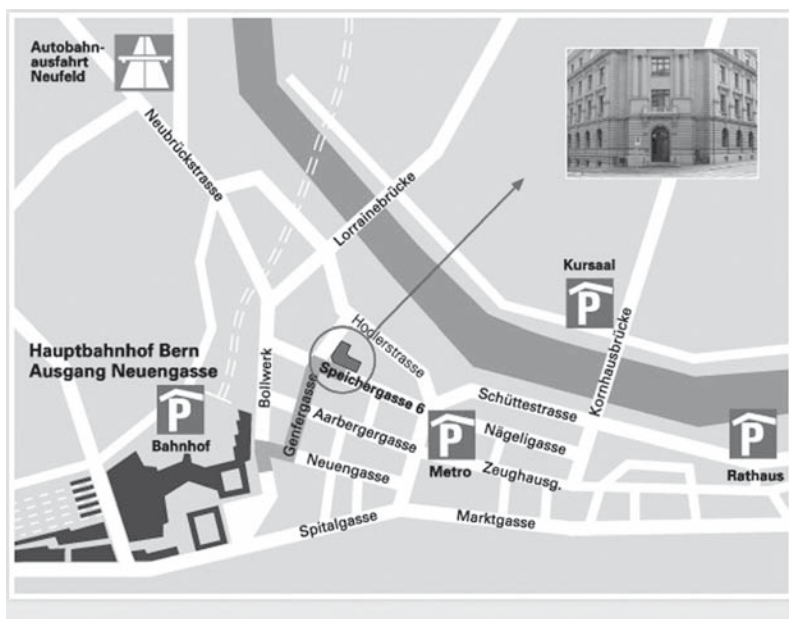 Autobahn-
ausfahrt
Neufeld
Neubrückstrasse
Lorrainebrücke
Kursaal
P
Kornhausbrücke
Hodlerstrasse
Hauptbahnhof Bern
Ausgang Neuengasse
P
Bahnhof
Bollwerk
Genfergasse
Speichergasse 6
Schüttestrasse
Aarbergergasse
P
Metro
Nägeligasse
P
Rathaus
Neuengasse
Zeughausg.
Spitalgasse
Marktgasse